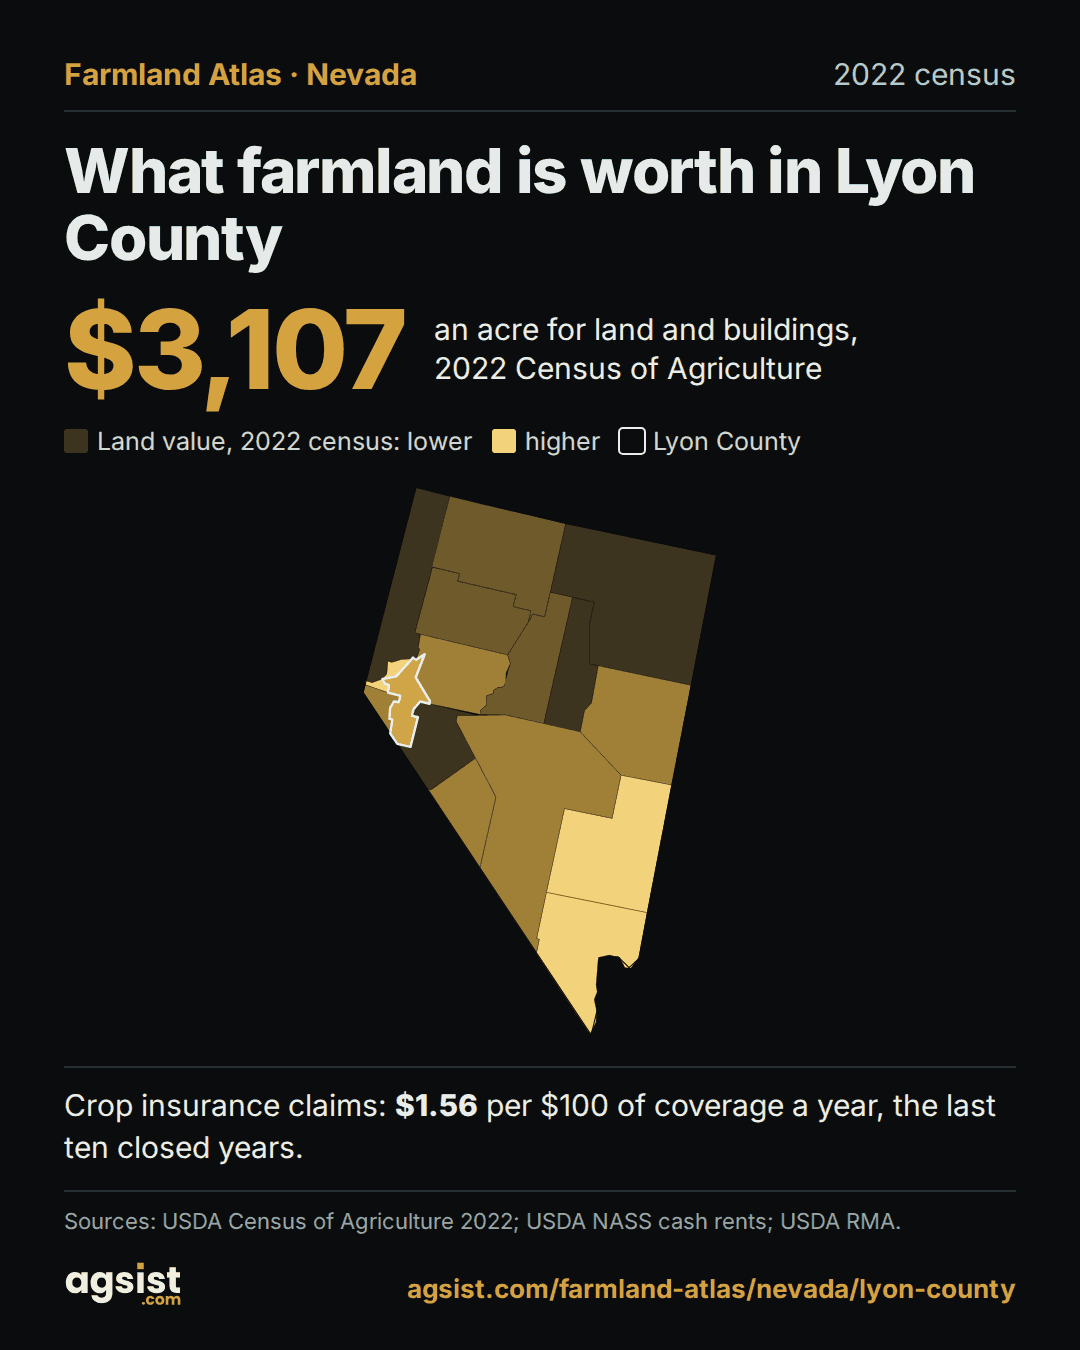 Farmland Atlas · Nevada
2022 census
What farmland is worth in Lyon
County
$3,107
an acre for land and buildings,
2022 Census of Agriculture
Land value, 2022 census: lower
higher
Lyon County
Crop insurance claims: $1.56 per $100 of coverage a year, the last
ten closed years.
Sources: USDA Census of Agriculture 2022; USDA NASS cash rents; USDA RMA.
agsist
.com
agsist.com/farmland-atlas/nevada/lyon-county